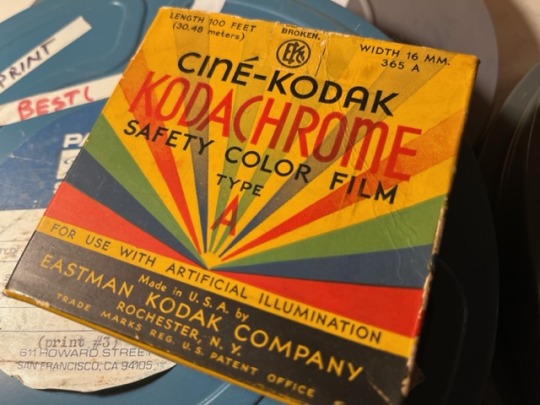 LENGTH 100 FEET
(30.48 meters)
BROKEN.
EKCo
WIDTH 16 MM.
365 A
CINÉ-KODAK
KODACHROME
SAFETY COLOR FILM
TYPE
A
FOR USE WITH ARTIFICIAL ILLUMINATION
Made in U.S.A. by
EASTMAN KODAK COMPANY
ROCHESTER, N. Y.
TRADE MARKS REG. U. S. PATENT OFFICE
PRINT
BEST
(print #3)
611 HOWARD STREET
SAN FRANCISCO, CA 94105